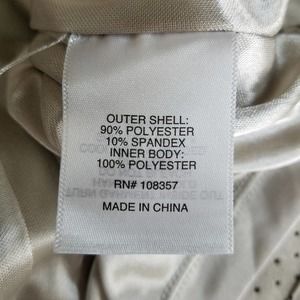 OUTER SHELL:
90% POLYESTER
10% SPANDEX
INNER BODY:
100% POLYESTER
RN# 108357
MADE IN CHINA